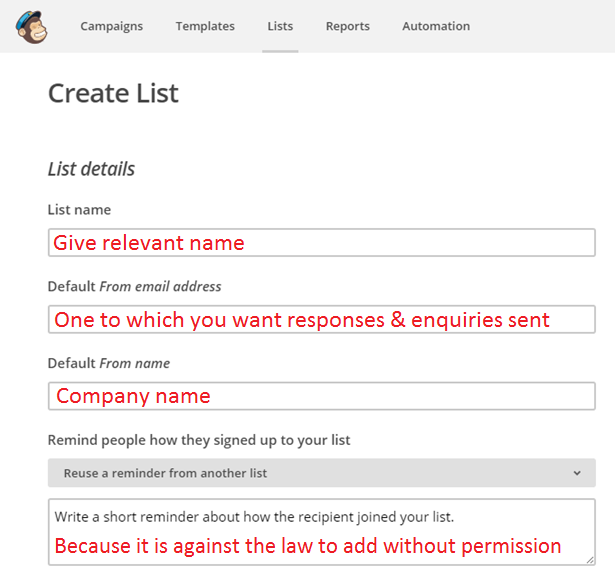 Campaigns Templates Lists Reports Automation
Create List
List details
List name
Give relevant name
Default From email address
One to which you want responses & enquiries sent
Default From name
Company name
Remind people how they signed up to your list
Reuse a reminder from another list
Write a short reminder about how the recipient joined your list.
Because it is against the law to add without permission